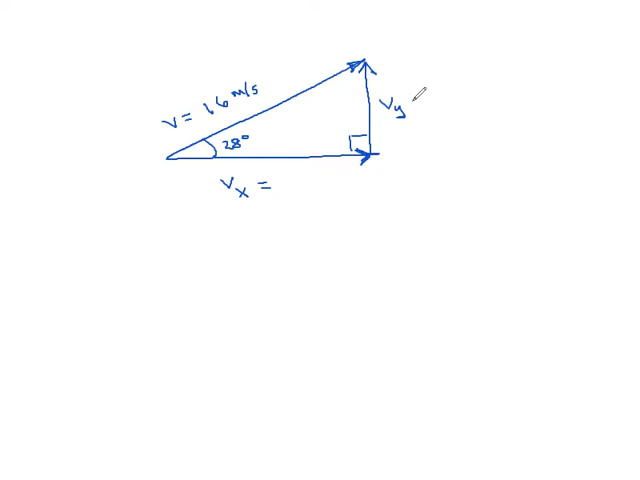 v = 16 m/s
28°
Vy
Vx =